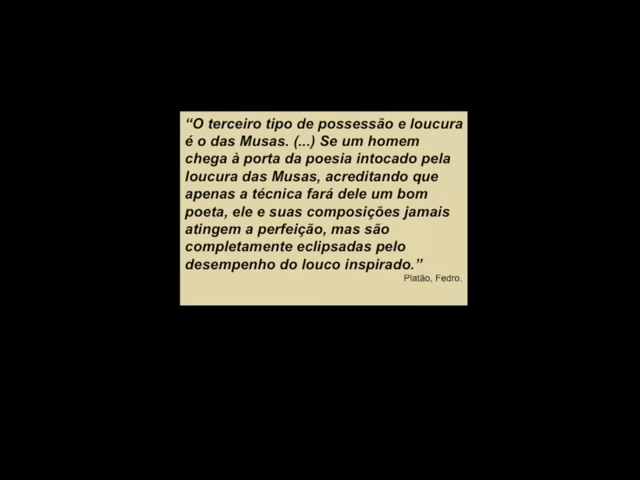 “O terceiro tipo de possessão e loucura
é o das Musas. (...) Se um homem
chega à porta da poesia intocado pela
loucura das Musas, acreditando que
apenas a técnica fará dele um bom
poeta, ele e suas composições jamais
atingem a perfeição, mas são
completamente eclipsadas pelo
desempenho do louco inspirado.”
Platão, Fedro.